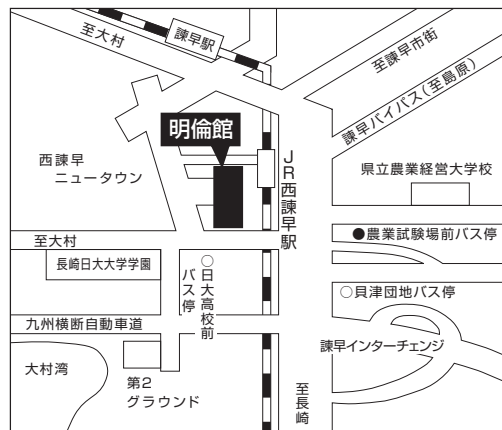 至大村
諫早駅
至諫早市街
諫早バイパス(至島原)
明倫館
西諫早
ニュータウン
JR西諫早駅
県立農業経営大学校
至大村
●農業試験場前バス停
長崎日大大学学園
○日大高校前
バス停
○貝津団地バス停
九州横断自動車道
諫早インターチェンジ
大村湾
第2
グラウンド
至長崎